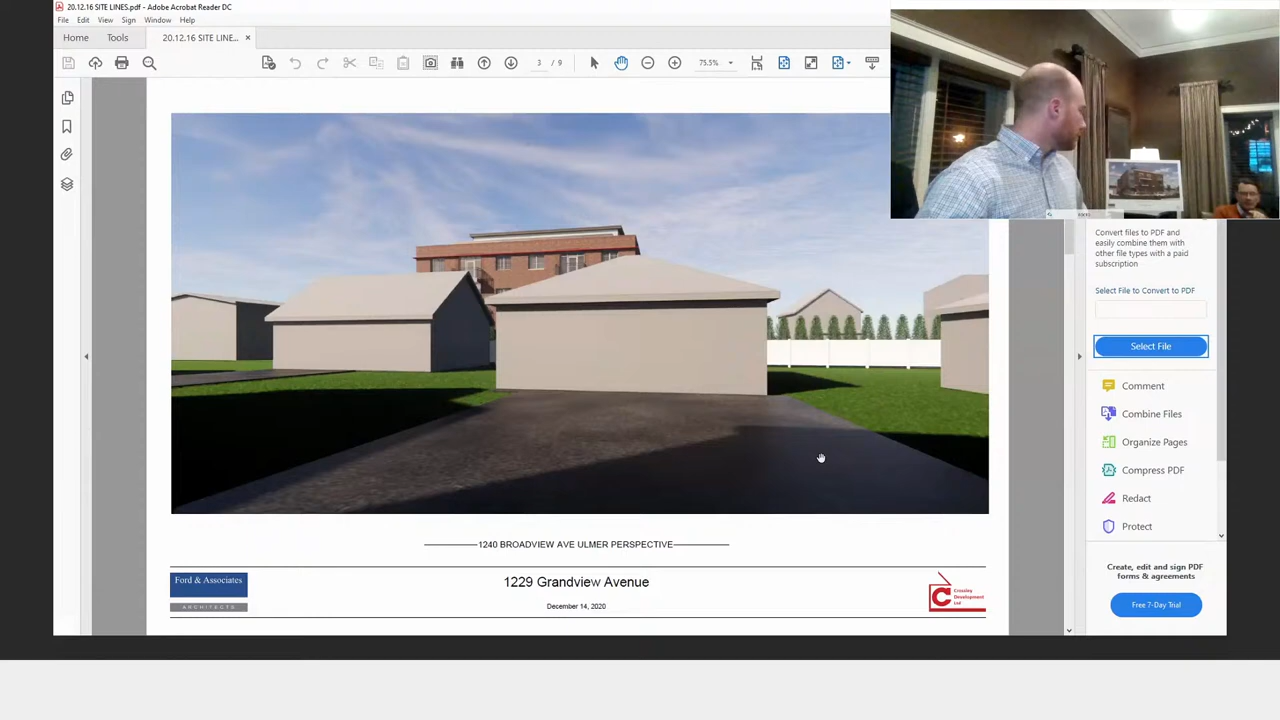 20.12.16 SITE LINES.pdf - Adobe Acrobat Reader DC
File Edit View Sign Window Help
Home Tools 20.12.16 SITE LINE... ×
3 / 9 75.5%
Convert files to PDF and
easily combine them with
other file types with a paid
subscription
Select File to Convert to PDF
Select File
Comment
Combine Files
Organize Pages
Compress PDF
Redact
Protect
Create, edit and sign PDF
forms & agreements
Free 7-Day Trial
1240 BROADVIEW AVE ULMER PERSPECTIVE
Ford & Associates
ARCHITECTS
1229 Grandview Avenue
December 14, 2020
C Crossing
Development
Ltd